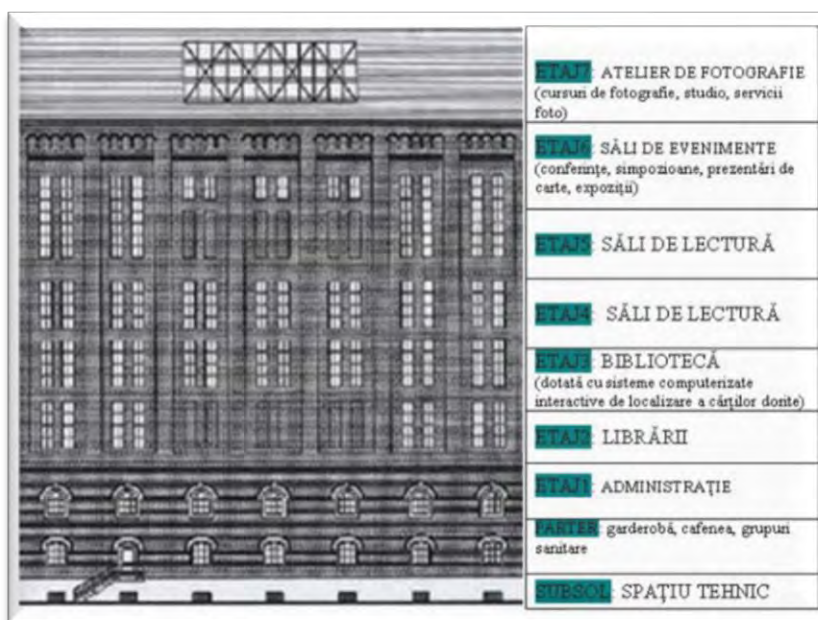 ETAJ7: ATELIER DE FOTOGRAFIE
(cursuri de fotografie, studio, servicii
foto)
ETAJ6: SĂLI DE EVENIMENTE
(conferințe, simpozioane, prezentări de
carte, expoziții)
ETAJ5: SĂLI DE LECTURĂ
ETAJ4: SĂLI DE LECTURĂ
ETAJ3: BIBLIOTECĂ
(dotată cu sisteme computerizate
interactive de localizare a cărților dorite)
ETAJ2: LIBRĂRII
ETAJ1: ADMINISTRAȚIE
PARTER: garderobă, cafenea, grupuri
sanitare
SUBSOL: SPAȚIU TEHNIC